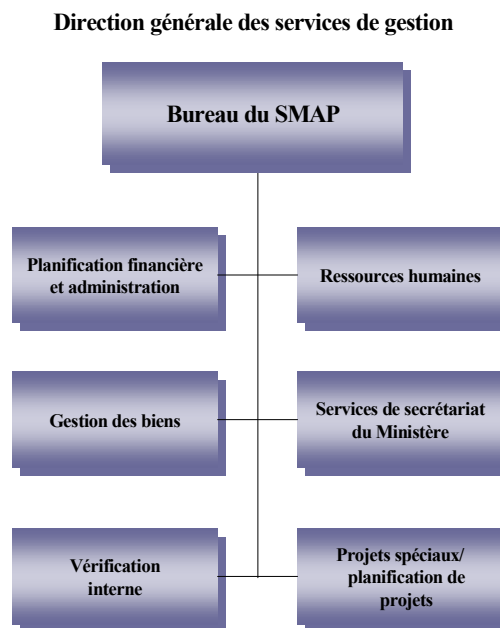 Direction générale des services de gestion
Bureau du SMAP
Planification financière
et administration
Ressources humaines
Gestion des biens
Services de secrétariat
du Ministère
Vérification
interne
Projets spéciaux/
planification de
projets